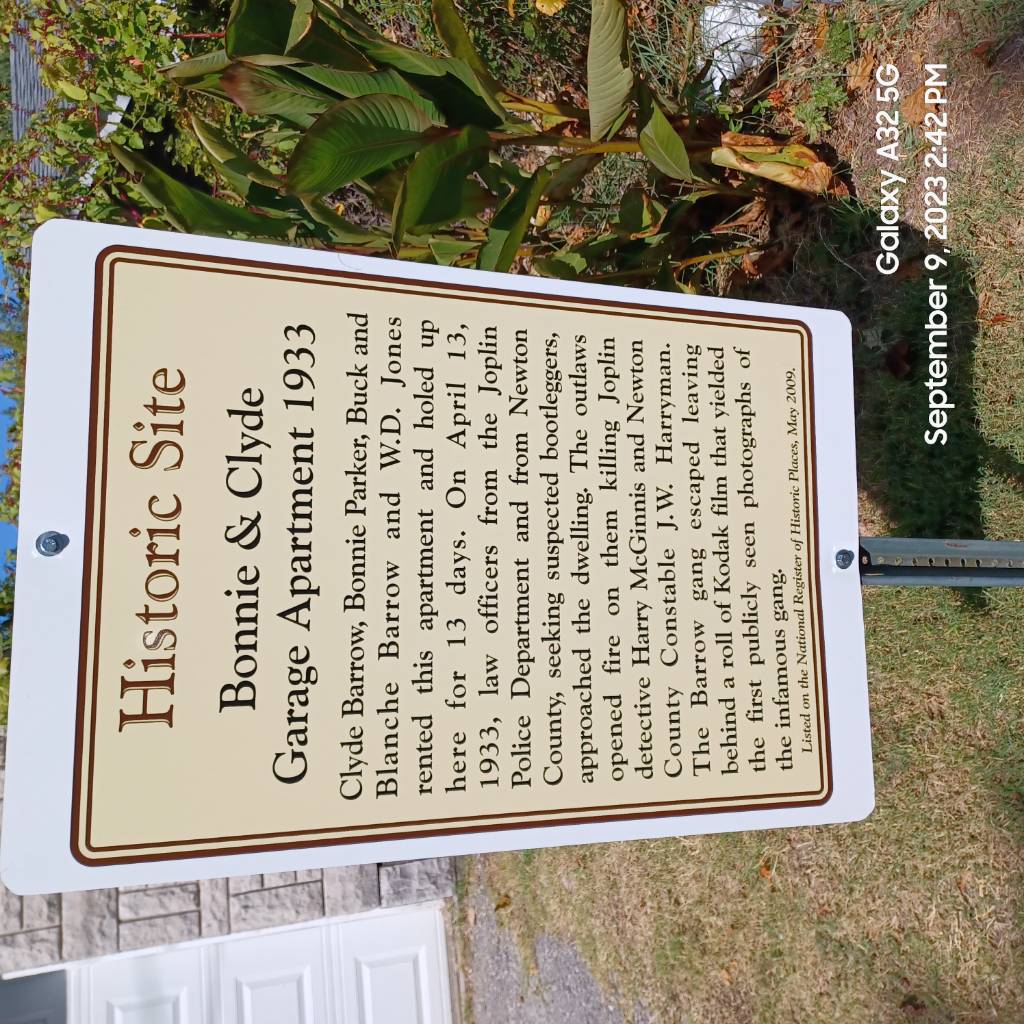 Historic Site
Bonnie & Clyde
Garage Apartment 1933
Clyde Barrow, Bonnie Parker, Buck and
Blanche Barrow and W.D. Jones
rented this apartment and holed up
here for 13 days. On April 13,
1933, law officers from the Joplin
Police Department and from Newton
County, seeking suspected bootleggers,
approached the dwelling. The outlaws
opened fire on them killing Joplin
detective Harry McGinnis and Newton
County Constable J.W. Harryman.
The Barrow gang escaped leaving
behind a roll of Kodak film that yielded
the first publicly seen photographs of
the infamous gang.
Listed on the National Register of Historic Places, May 2009.
Galaxy A32 5G
September 9, 2023 2:42 PM